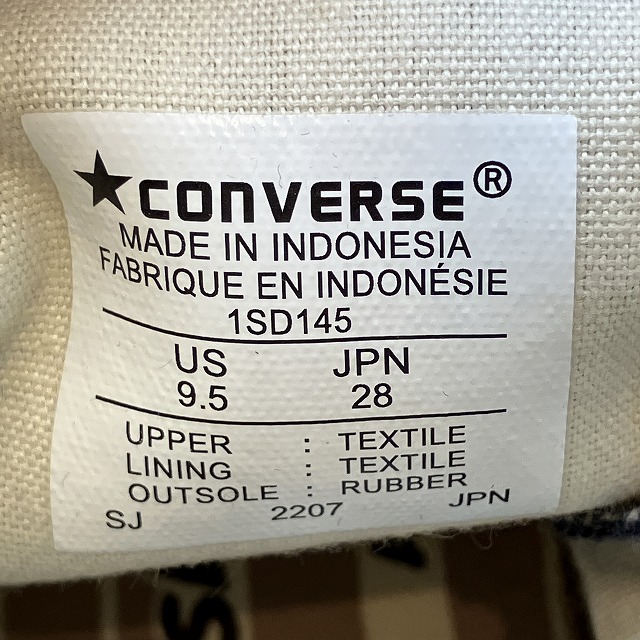 ★CONVERSE®
MADE IN INDONESIA
FABRIQUE EN INDONÉSIE
1SD145
US JPN
9.5 28
UPPER : TEXTILE
LINING : TEXTILE
OUTSOLE : RUBBER
SJ 2207 JPN